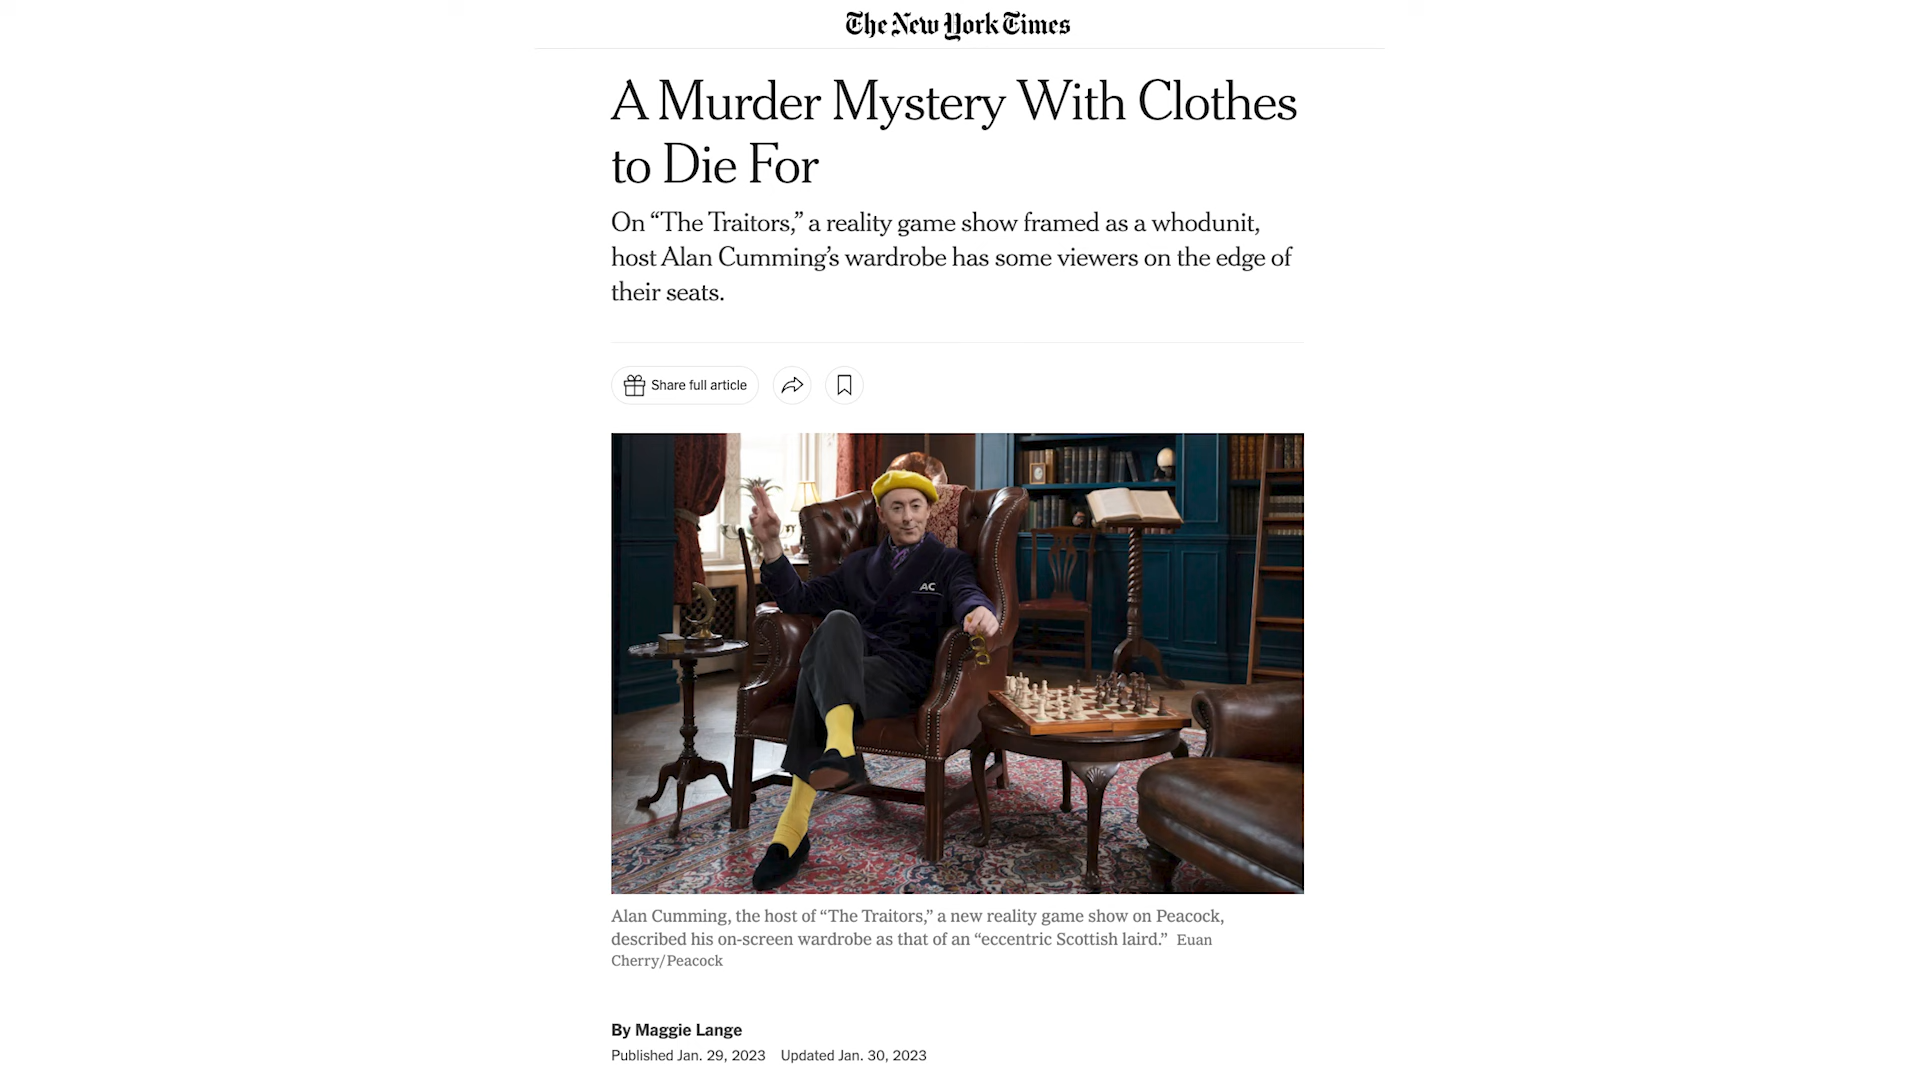 The New York Times
A Murder Mystery With Clothes
to Die For
On “The Traitors,” a reality game show framed as a whodunit,
host Alan Cumming’s wardrobe has some viewers on the edge of
their seats.
Share full article
AC
Alan Cumming, the host of “The Traitors,” a new reality game show on Peacock,
described his on-screen wardrobe as that of an “eccentric Scottish laird.” Euan
Cherry/Peacock
By Maggie Lange
Published Jan. 29, 2023 Updated Jan. 30, 2023